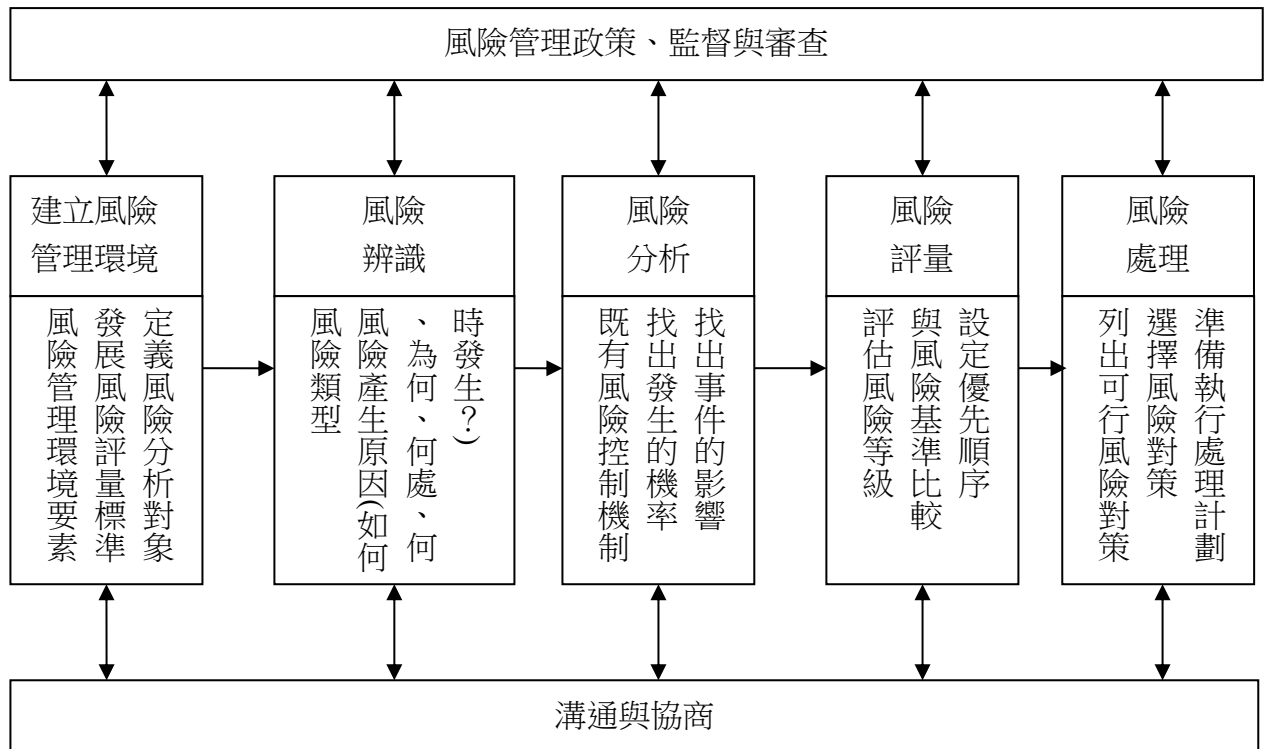 風險管理政策、監督與審查
建立風險
管理環境
風險管理環境要素
發展風險評量標準
定義風險分析對象
風險
辨識
風險類型
風險產生原因(如何
、為何、何處、何
時發生？)
風險
分析
既有風險控制機制
找出發生的機率
找出事件的影響
風險
評量
評估風險等級
與風險基準比較
設定優先順序
風險
處理
列出可行風險對策
選擇風險對策
準備執行處理計劃
溝通與協商